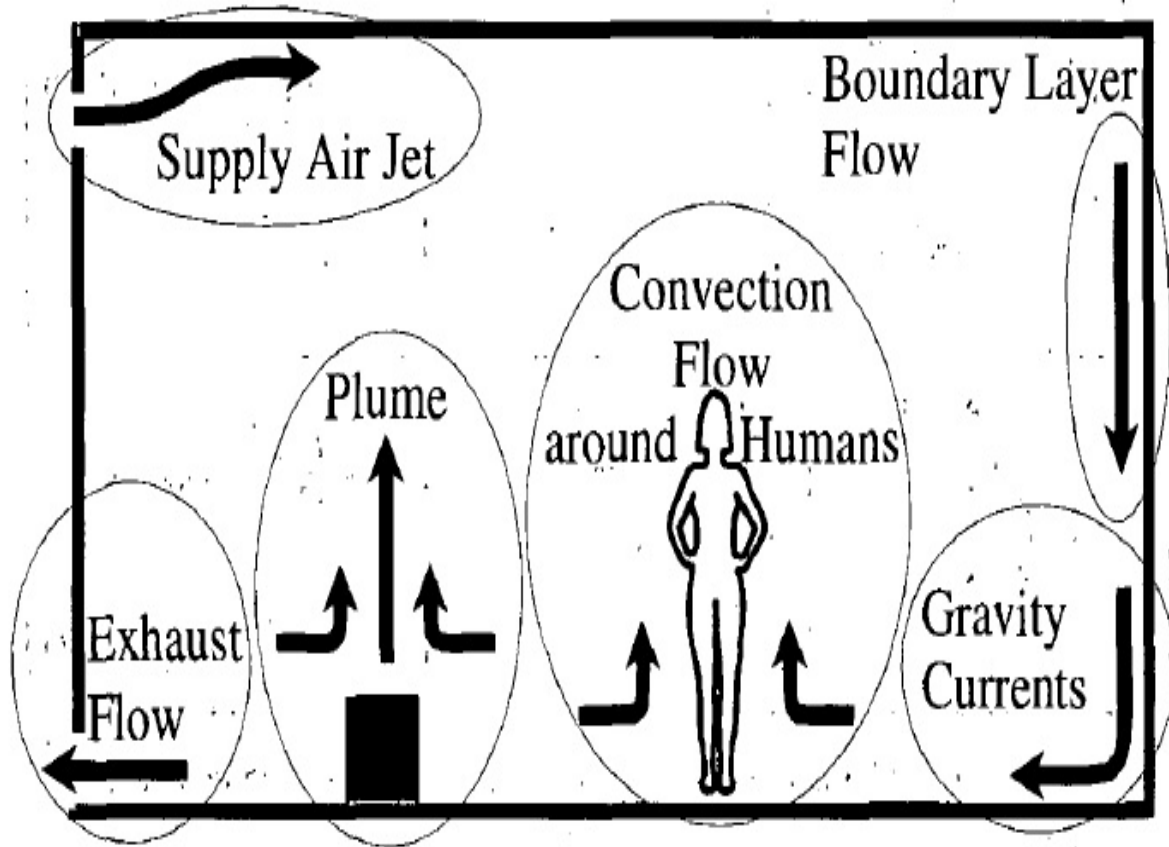 Supply Air Jet
Boundary Layer
Flow
Convection
Flow
around Humans
Plume
Exhaust
Flow
Gravity
Currents